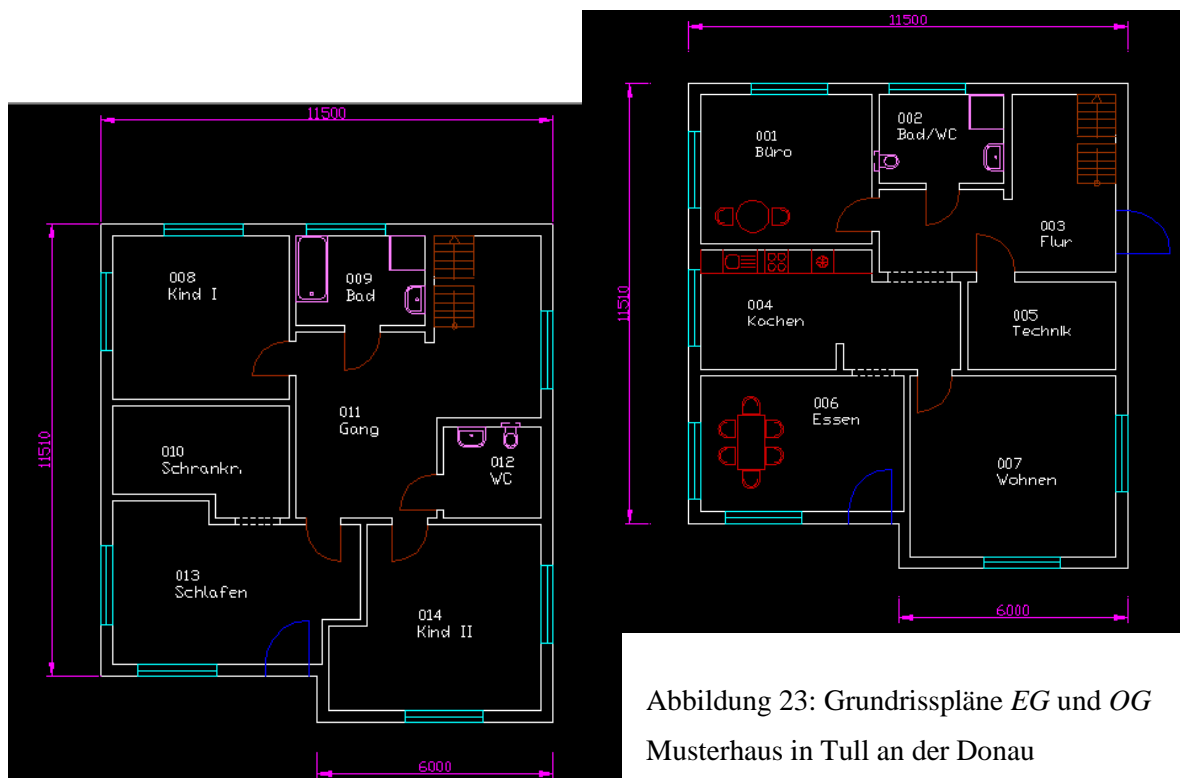 11500
11510
008
Kind I
009
Bad
010
Schrankr.
011
Gang
012
WC
013
Schlafen
014
Kind II
6000
11500
11510
001
Büro
002
Bad/WC
003
Flur
004
Kochen
005
Technik
006
Essen
007
Wohnen
6000
Abbildung 23: Grundrisspläne EG und OG
Musterhaus in Tull an der Donau